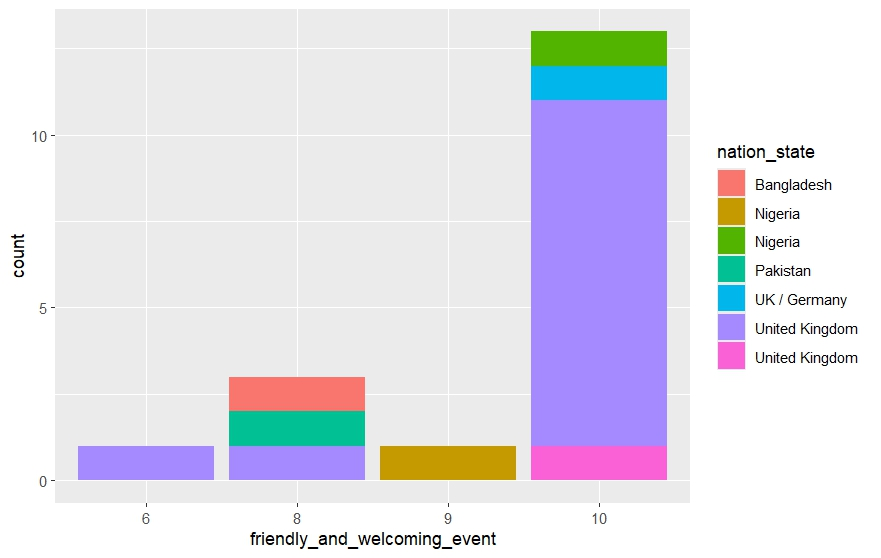 10
5
0
count
6 8 9 10
friendly_and_welcoming_event
nation_state
Bangladesh
Nigeria
Nigeria
Pakistan
UK / Germany
United Kingdom
United Kingdom